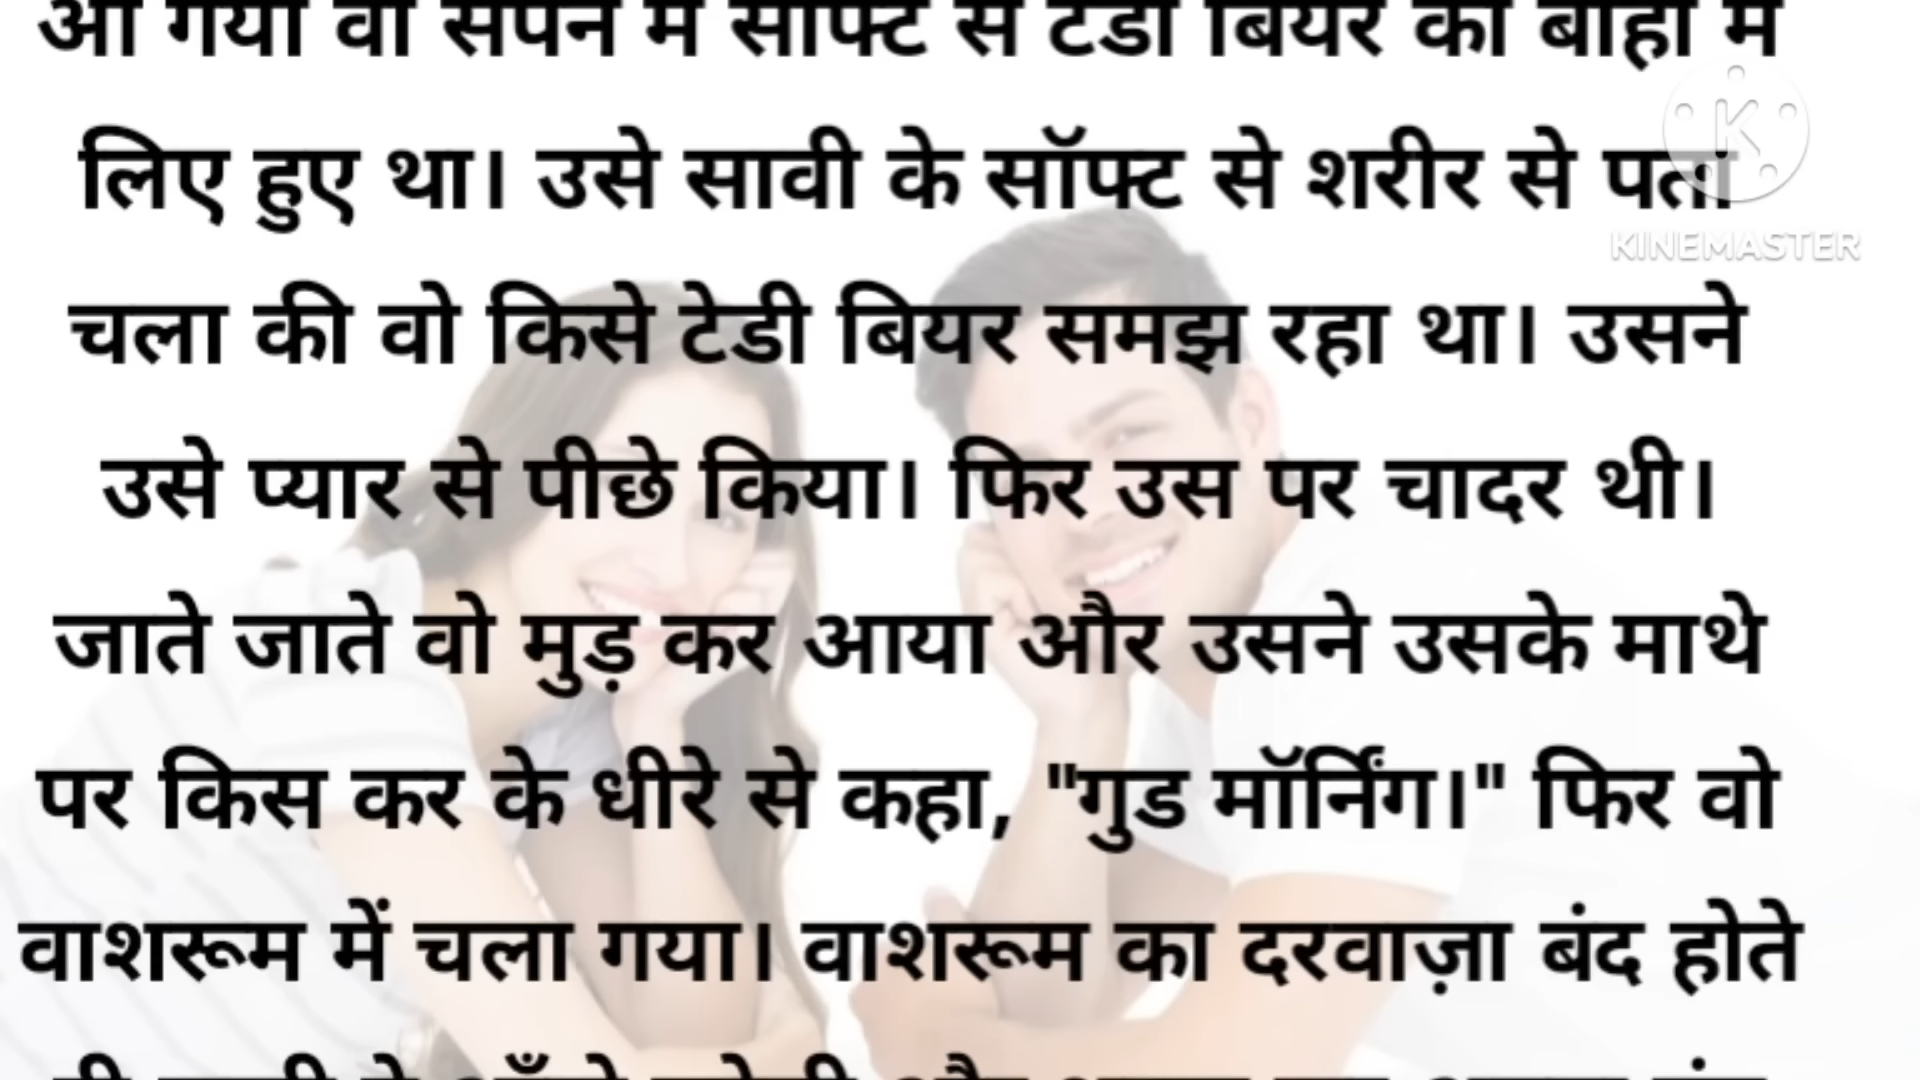 आ गया वो सपने में सॉफ्ट से टेडी बियर को बाहों में
लिए हुए था। उसे सावी के सॉफ्ट से शरीर से पता
चला की वो किसे टेडी बियर समझ रहा था। उसने
उसे प्यार से पीछे किया। फिर उस पर चादर थी।
जाते जाते वो मुड़ कर आया और उसने उसके माथे
पर किस कर के धीरे से कहा, "गुड मॉर्निंग।" फिर वो
वाशरूम में चला गया। वाशरूम का दरवाज़ा बंद होते
KINEMASTER